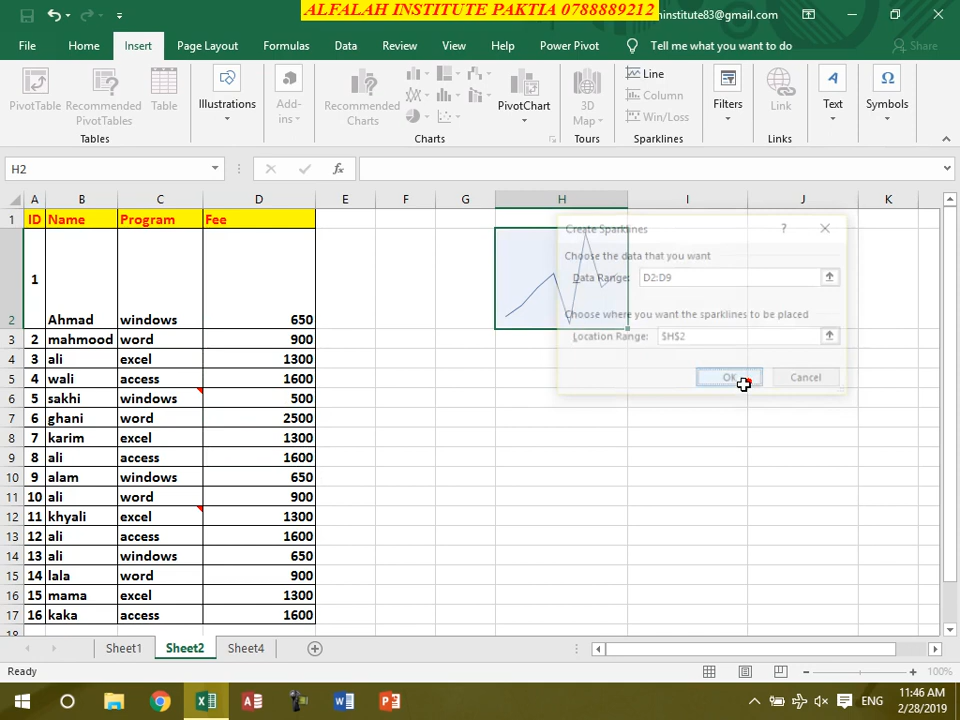 ALFALAH INSTITUTE PAKTIA 0788889212
ninstitute83@gmail.com
File Home Insert Page Layout Formulas Data Review View Help Power Pivot Tell me what you want to do Share
PivotTable Recommended PivotTables Table Illustrations Add-ins Recommended Charts PivotChart 3D Map Line Column Win/Loss Filters Link Text Symbols
Tables Charts Tours Sparklines Links
H2 fx
A B C D E F G H I J K
1 ID Name Program Fee
2 1 Ahmad windows 650
3 2 mahmood word 900
4 3 ali excel 1300
5 4 wali access 1600
6 5 sakhi windows 500
7 6 ghani word 2500
8 7 karim excel 1300
9 8 ali access 1600
10 9 alam windows 650
11 10 ali word 900
12 11 khyali excel 1300
13 12 ali access 1600
14 13 ali windows 650
15 14 lala word 900
16 15 mama excel 1300
17 16 kaka access 1600
18
Create Sparklines ?
Choose the data that you want
Data Range: D2:D9
Choose where you want the sparklines to be placed
Location Range: $H$2
OK Cancel
Sheet1 Sheet2 Sheet4
Ready 100%
ENG 11:46 AM
2/28/2019